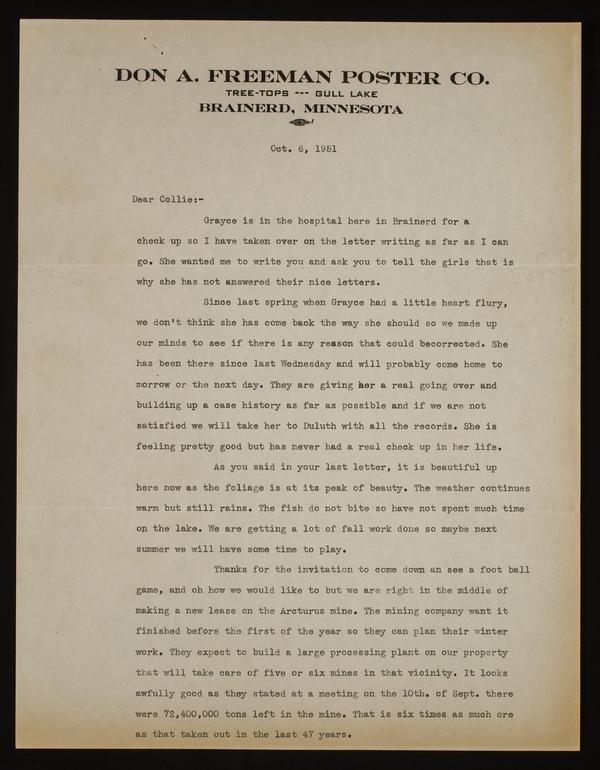 DON A. FREEMAN POSTER CO.
TREE-TOPS --- GULL LAKE
BRAINERD, MINNESOTA
Oct. 6, 1951
Dear Collie:-
Grayce is in the hospital here in Brainerd for a
check up so I have taken over on the letter writing as far as I can
go. She wanted me to write you and ask you to tell the girls that is
why she has not answered their nice letters.
Since last spring when Grayce had a little heart flury,
we don't think she has come back the way she should so we made up
our minds to see if there is any reason that could becorrected. She
has been there since last Wednesday and will probably come home to
morrow or the next day. They are giving her a real going over and
building up a case history as far as possible and if we are not
satisfied we will take her to Duluth with all the records. She is
feeling pretty good but has never had a real check up in her life.
As you said in your last letter, it is beautiful up
here now as the foliage is at its peak of beauty. The weather continues
warm but still rains. The fish do not bite so have not spent much time
on the lake. We are getting a lot of fall work done so maybe next
summer we will have some time to play.
Thanks for the invitation to come down an see a foot ball
game, and oh how we would like to but we are right in the middle of
making a new lease on the Arcturus mine. The mining company want it
finished before the first of the year so they can plan their winter
work. They expect to build a large processing plant on our property
that will take care of five or six mines in that vicinity. It looks
awfully good as they stated at a meeting on the 10th. of Sept. there
were 72,400,000 tons left in the mine. That is six times as much ore
as that taken out in the last 47 years.